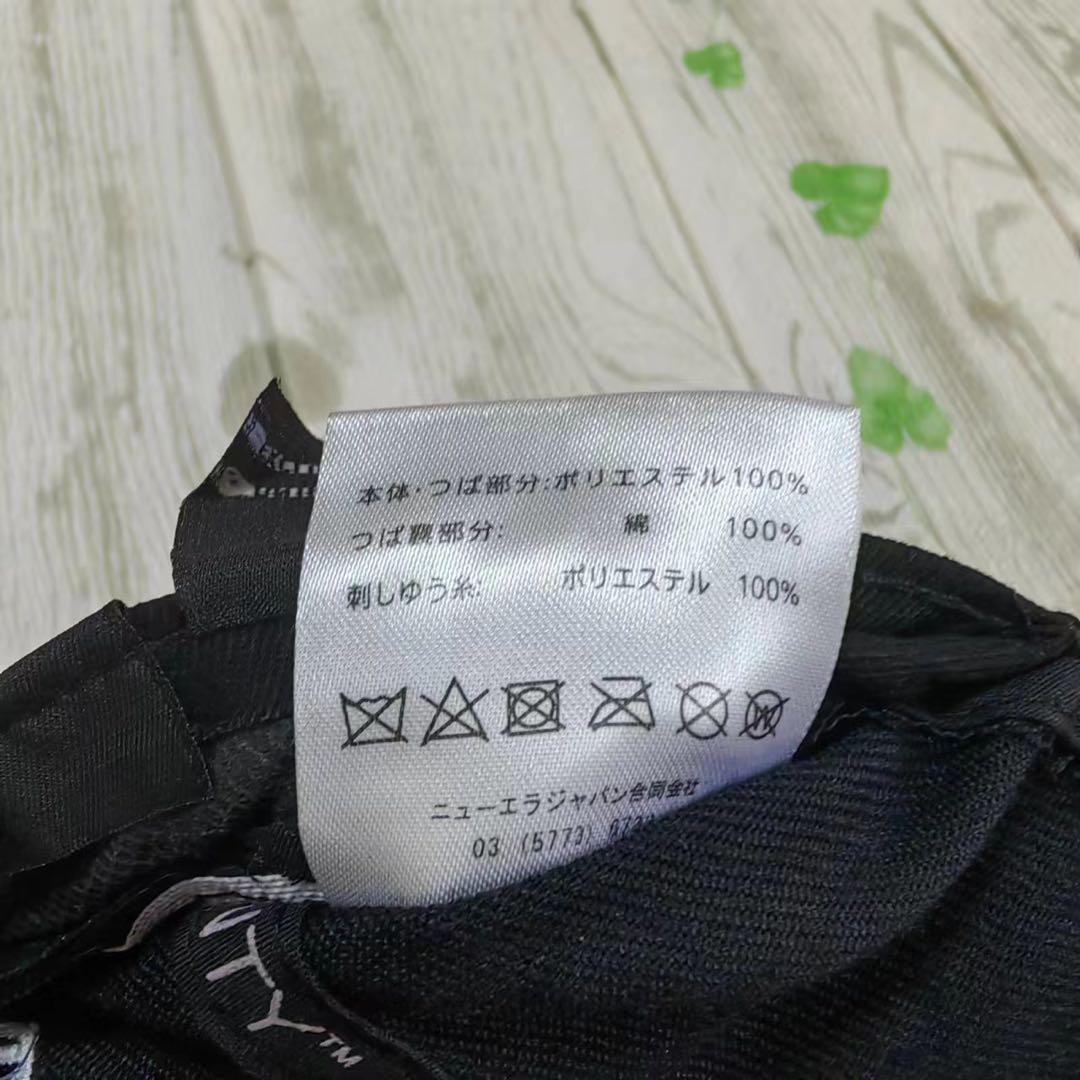 本体・つば部分:ポリエステル100%
つば裏部分: 綿 100%
刺しゆう糸: ポリエステル 100%
W
ニューエラジャパン合同会社
03 (5773)
TY™